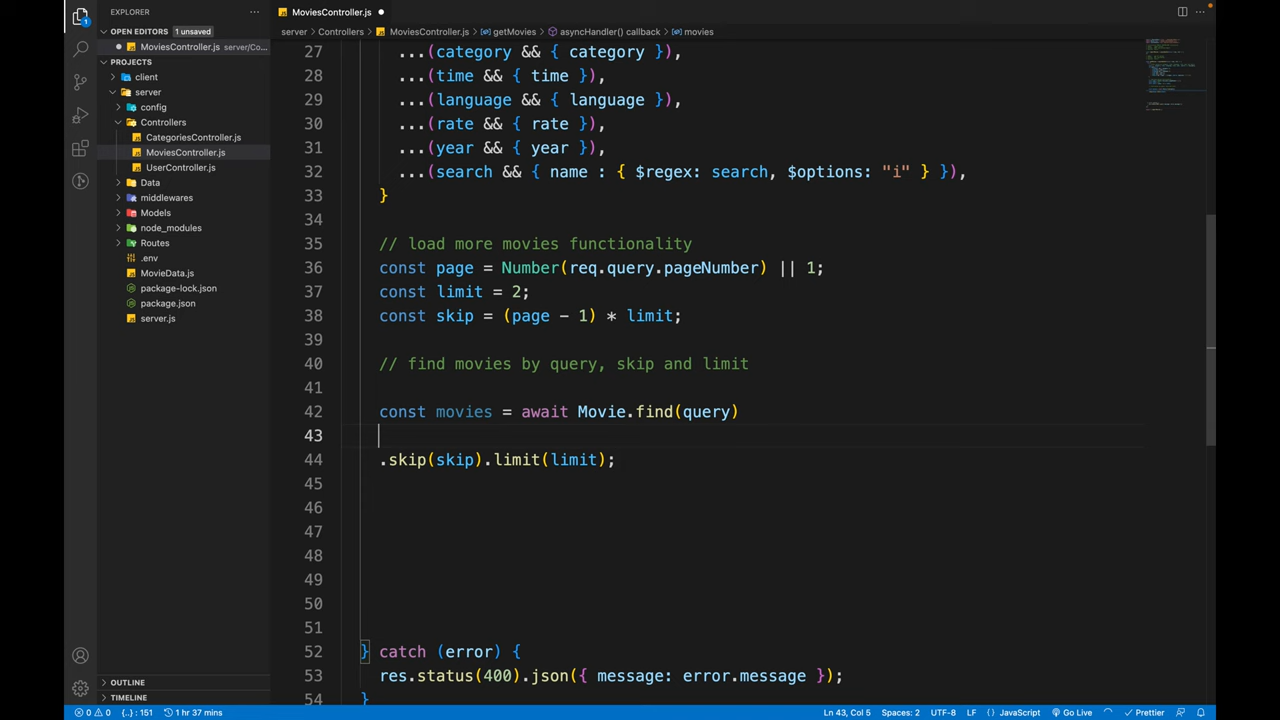 EXPLORER
MoviesController.js
OPEN EDITORS 1 unsaved
MoviesController.js server/Co...
PROJECTS
client
server
config
Controllers
CategoriesController.js
MoviesController.js
UserController.js
Data
middlewares
Models
node_modules
Routes
.env
MovieData.js
package-lock.json
package.json
server.js
OUTLINE
TIMELINE
server > Controllers > MoviesController.js > getMovies > asyncHandler() callback > movies
27 ...(category && { category }),
28 ...(time && { time }),
29 ...(language && { language }),
30 ...(rate && { rate }),
31 ...(year && { year }),
32 ...(search && { name : { $regex: search, $options: "i" } }),
33 }
34
35 // load more movies functionality
36 const page = Number(req.query.pageNumber) || 1;
37 const limit = 2;
38 const skip = (page - 1) * limit;
39
40 // find movies by query, skip and limit
41
42 const movies = await Movie.find(query)
43
44 .skip(skip).limit(limit);
45
46
47
48
49
50
51
52 } catch (error) {
53 res.status(400).json({ message: error.message });
54 }
1
0 0 {..}: 151 1 hr 37 mins Ln 43, Col 5 Spaces: 2 UTF-8 LF {} JavaScript Go Live Prettier